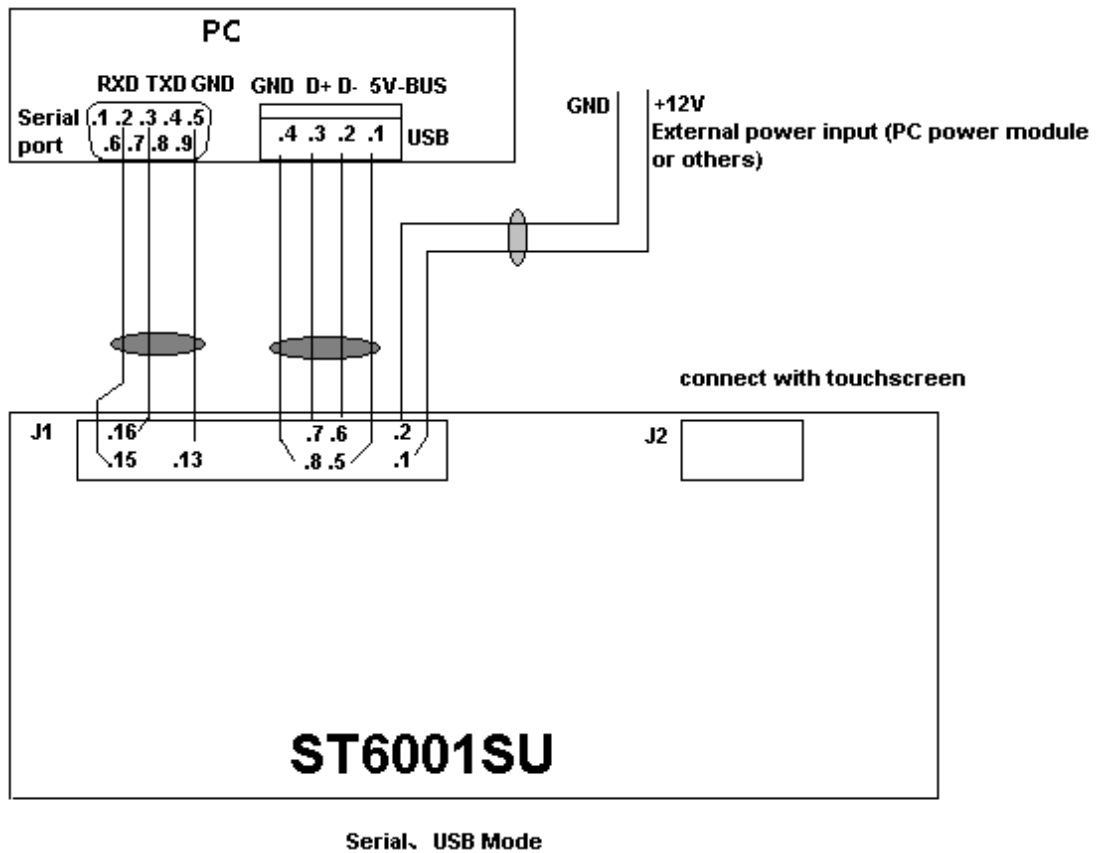 PC
RXD TXD GND GND D+ D- 5V-BUS
Serial .1 .2 .3 .4 .5
port .6 .7 .8 .9
.4 .3 .2 .1 USB
GND +12V
External power input (PC power module
or others)
connect with touchscreen
J1 .16 .7 .6 .2 J2
.15 .13 .8 .5 .1
ST6001SU
Serial、 USB Mode